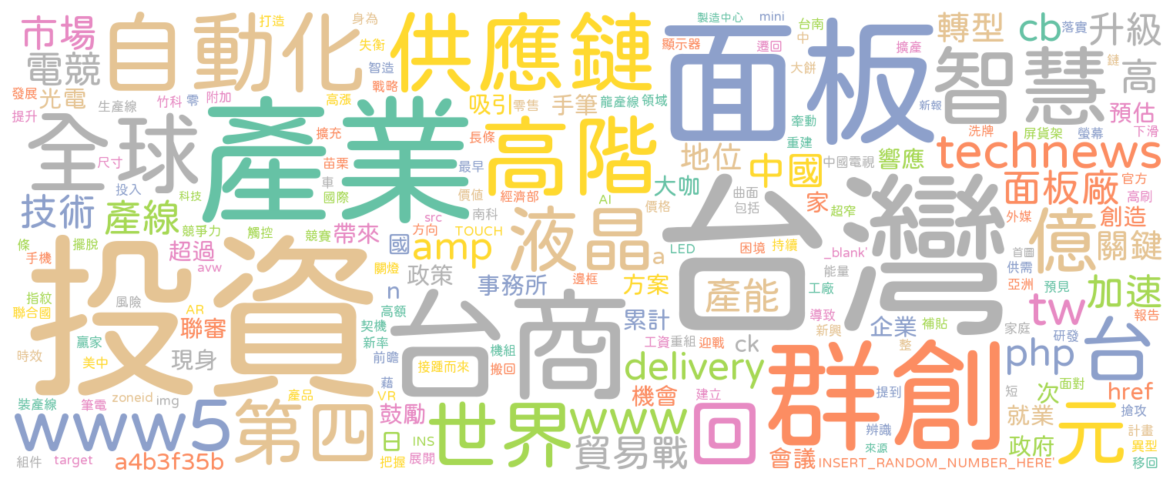 市場
自動化
打造
供應鏈
身為
失衡
製造中心
mini
台南
中
轉型
cb
落實
升級
電競
智造
戰略
面板
顯示器
遷回
大餅
擴產
智慧
鏈
高
發展
光電
竹科
零
附加
高漲
吸引
零售
手筆
龍產線
領域
牽動
新報
預估
提升
生產線
產業
擴充
長條
高階
重建
洗牌
屏貨架
螢幕
下滑
全球
尺寸
苗栗
最早
地位
中國
中國電視
響應
technews
投入
科技
車
國際
價值
經濟部
大咖
曲面
包括
家
超窄
面板廠
官方
高刷
技術
產線
競爭力
觸控
競賽
帶來
國
src
方向
南科
TOUCH
AI
價格
液晶
台灣
外媒
創造
條
擺脫
超過
amp
a
LED
困境
持續
_blank'
億
首圖
關鍵
手機
avw
投資
關燈
政策
邊框
能量
供需
亞洲
指紋
風險
AR
n
事務所
方案
產能
工廠
預見
加速
聯合國
聯審
高額
台商
累計
導致
新興
企業
補貼
家庭
tw
報告
贏家
契機
新率
機組
工資
重組
迎戰
ck
整
php
研發
台
時效
美中
現身
前瞻
搬回
接踵而來
delivery
群創
提到
短
次
面對
href
zoneid
img
產品
VR
藉
機會
建立
裝產線
筆電
www5
第四
鼓勵
世界
www
回
辨識
就業
元
搶攻
計畫
日
INS
來源
政府
異型
組件
target
a4b3f35b
把握
展開
貿易戰
會議
INSERT_RANDOM_NUMBER_HERE'
移回